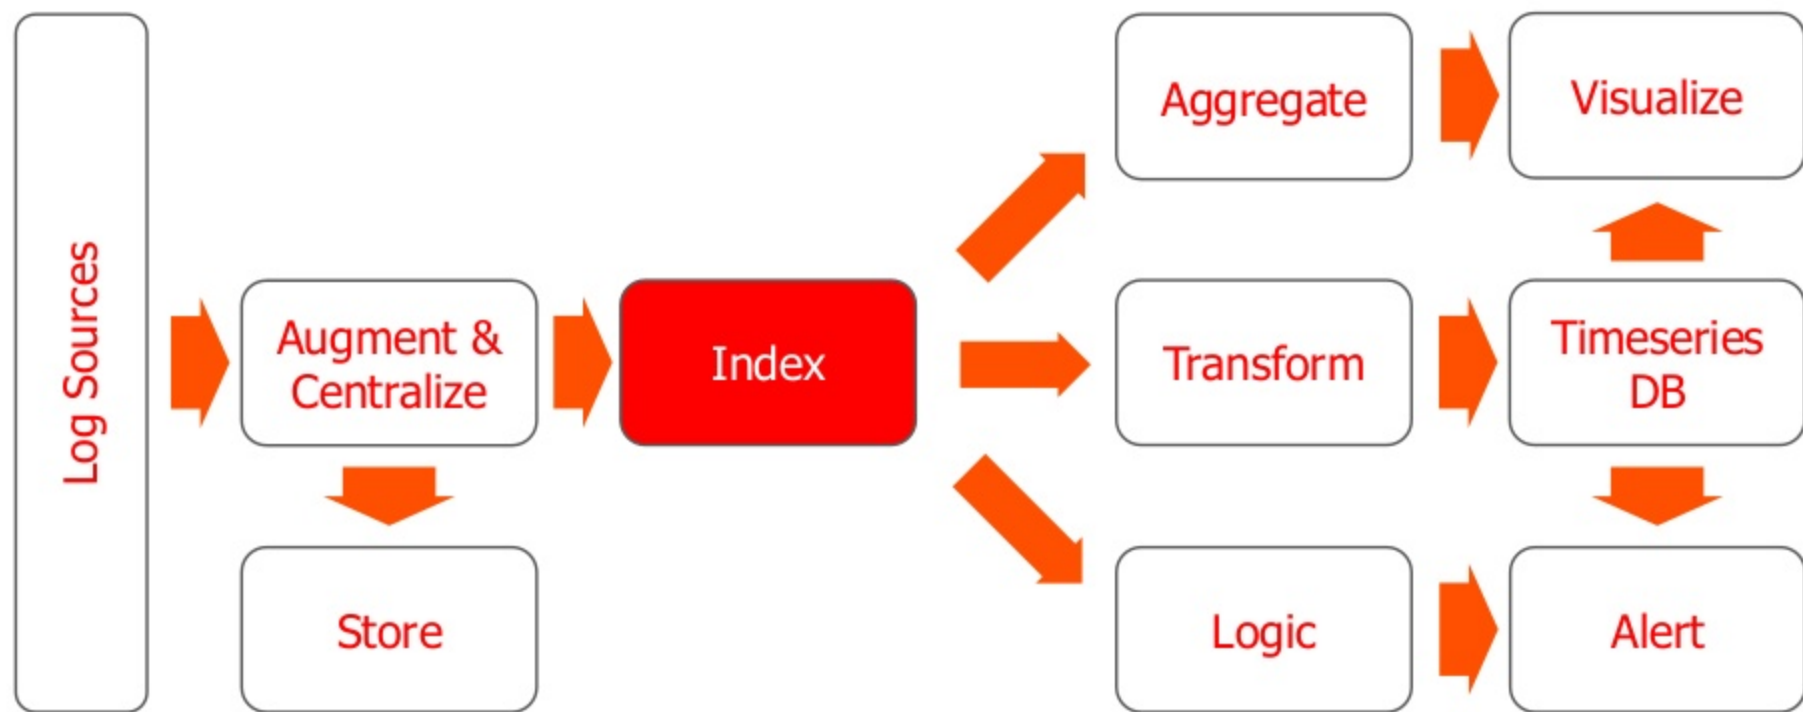 Log Sources
Augment &
Centralize
Store
Index
Aggregate
Visualize
Transform
Timeseries
DB
Logic
Alert